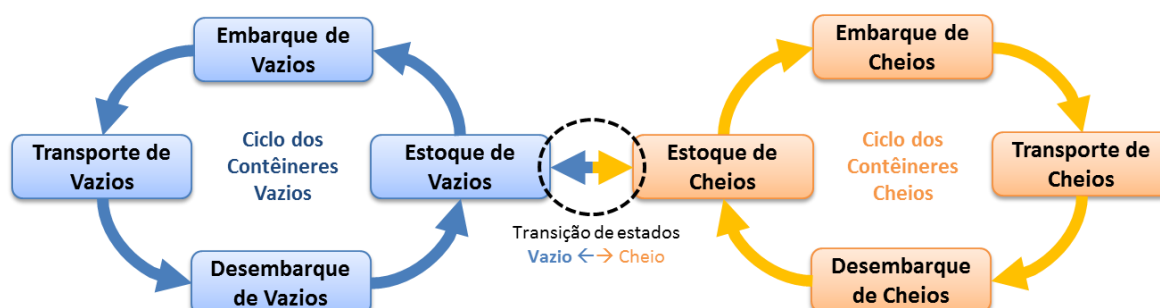 Embarque de
Vazios
Embarque de
Cheios
Transporte de
Vazios
Ciclo dos
Contêineres
Vazios
Estoque de
Vazios
Estoque de
Cheios
Ciclo dos
Contêineres
Cheios
Transporte de
Cheios
Transição de estados
Vazio ←→ Cheio
Desembarque
de Vazios
Desembarque
de Cheios